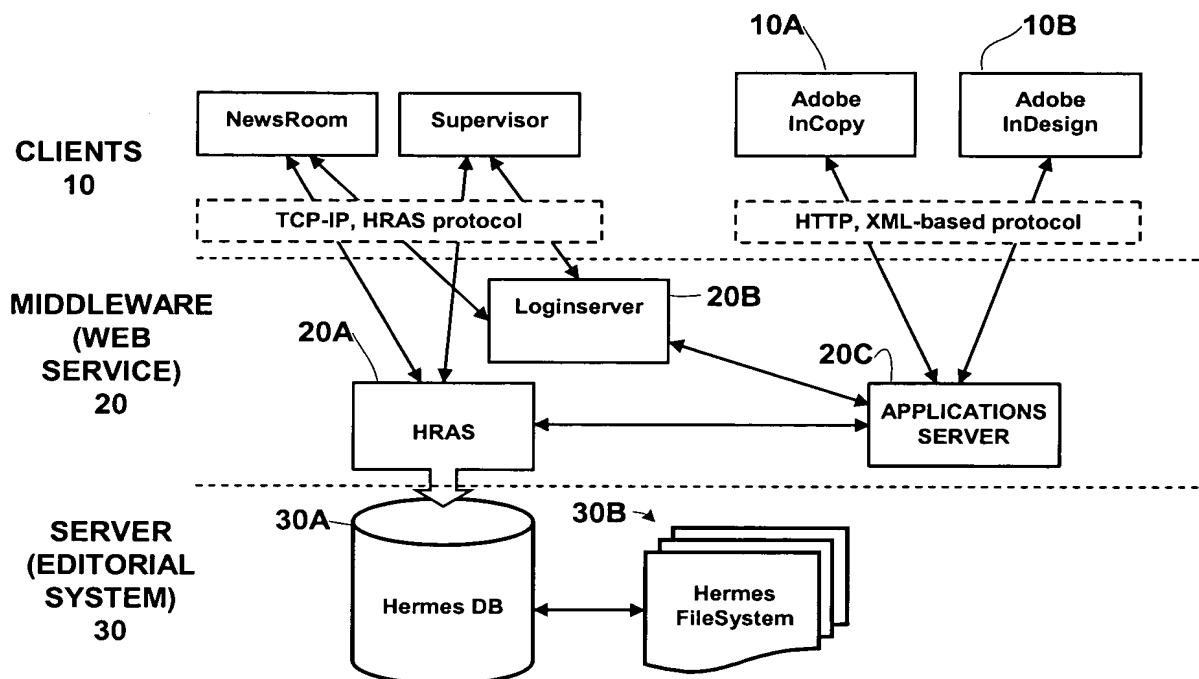 10A
10B
NewsRoom
Supervisor
Adobe
InCopy
Adobe
InDesign
CLIENTS
10
TCP-IP, HRAS protocol
HTTP, XML-based protocol
MIDDLEWARE
(WEB
SERVICE)
20
20A
Loginserver
20B
20C
HRAS
APPLICATIONS
SERVER
SERVER
(EDITORIAL
SYSTEM)
30
30A
Hermes DB
30B
Hermes
FileSystem